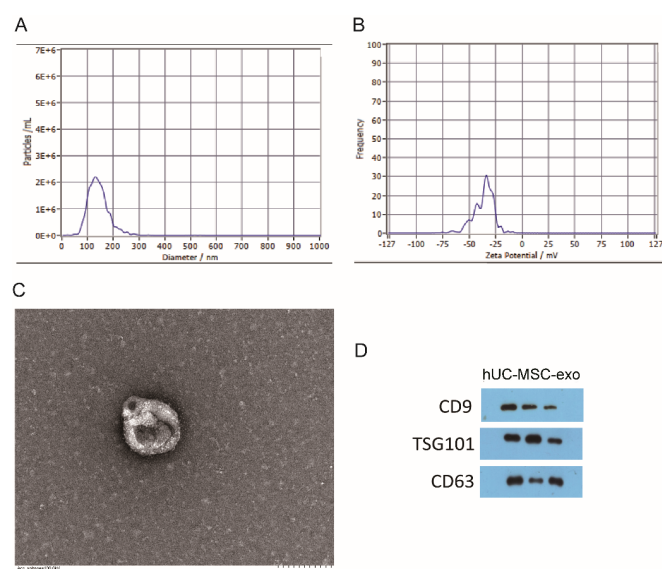 A
7E+6
6E+6
5E+6
4E+6
3E+6
2E+6
1E+6
0E+0
Particles /mL
0 100 200 300 400 500 600 700 800 900 1000
Diameter / nm
B
100
90
80
70
60
50
40
30
20
10
0
Frequency
-127 -100 -75 -50 -25 0 25 50 75 100 127
Zeta Potential / mV
C
D
hUC-MSC-exo
CD9
TSG101
CD63